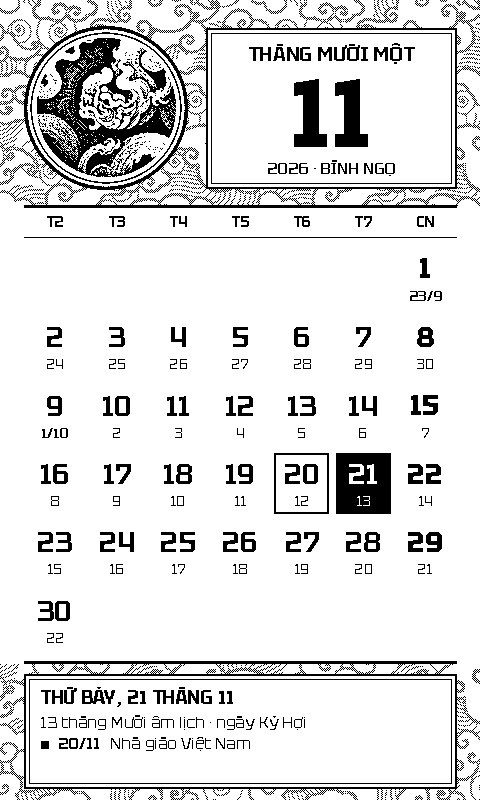 THÁNG MƯỜI MỘT
11
2026 · BÍNH NGỌ
T2 T3 T4 T5 T6 T7 CN
1
23/9
2 3 4 5 6 7 8
24 25 26 27 28 29 30
9 10 11 12 13 14 15
1/10 2 3 4 5 6 7
16 17 18 19 20 21 22
8 9 10 11 12 13 14
23 24 25 26 27 28 29
15 16 17 18 19 20 21
30
22
THỨ BẢY, 21 THÁNG 11
13 tháng Mười âm lịch · ngày Kỷ Hợi
■ 20/11 Nhà giáo Việt Nam